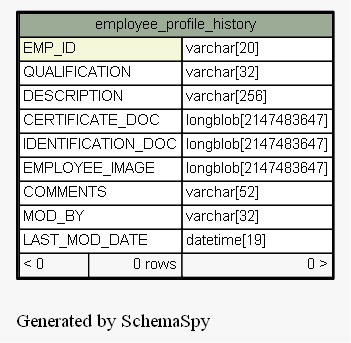 employee_profile_history
EMP_ID varchar[20]
QUALIFICATION varchar[32]
DESCRIPTION varchar[256]
CERTIFICATE_DOC longblob[2147483647]
IDENTIFICATION_DOC longblob[2147483647]
EMPLOYEE_IMAGE longblob[2147483647]
COMMENTS varchar[52]
MOD_BY varchar[32]
LAST_MOD_DATE datetime[19]
< 0 0 rows 0 >
Generated by SchemaSpy